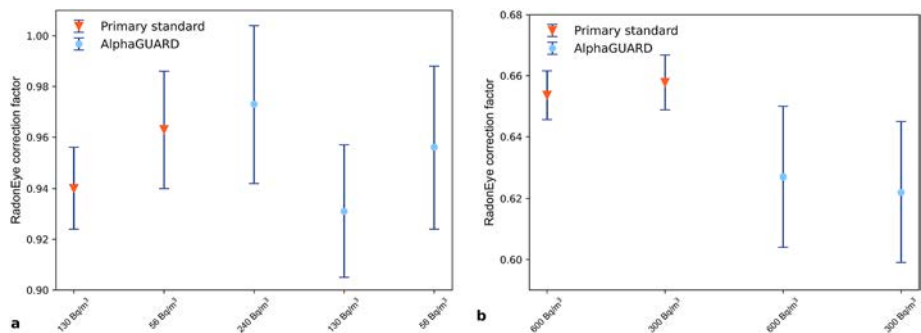 Primary standard
AlphaGUARD
RadonEye correction factor
1.00
0.98
0.96
0.94
0.92
0.90
130 Bq/m³
56 Bq/m³
240 Bq/m³
130 Bq/m³
56 Bq/m³
a
Primary standard
AlphaGUARD
RadonEye correction factor
0.68
0.66
0.64
0.62
0.60
600 Bq/m³
300 Bq/m³
600 Bq/m³
300 Bq/m³
b